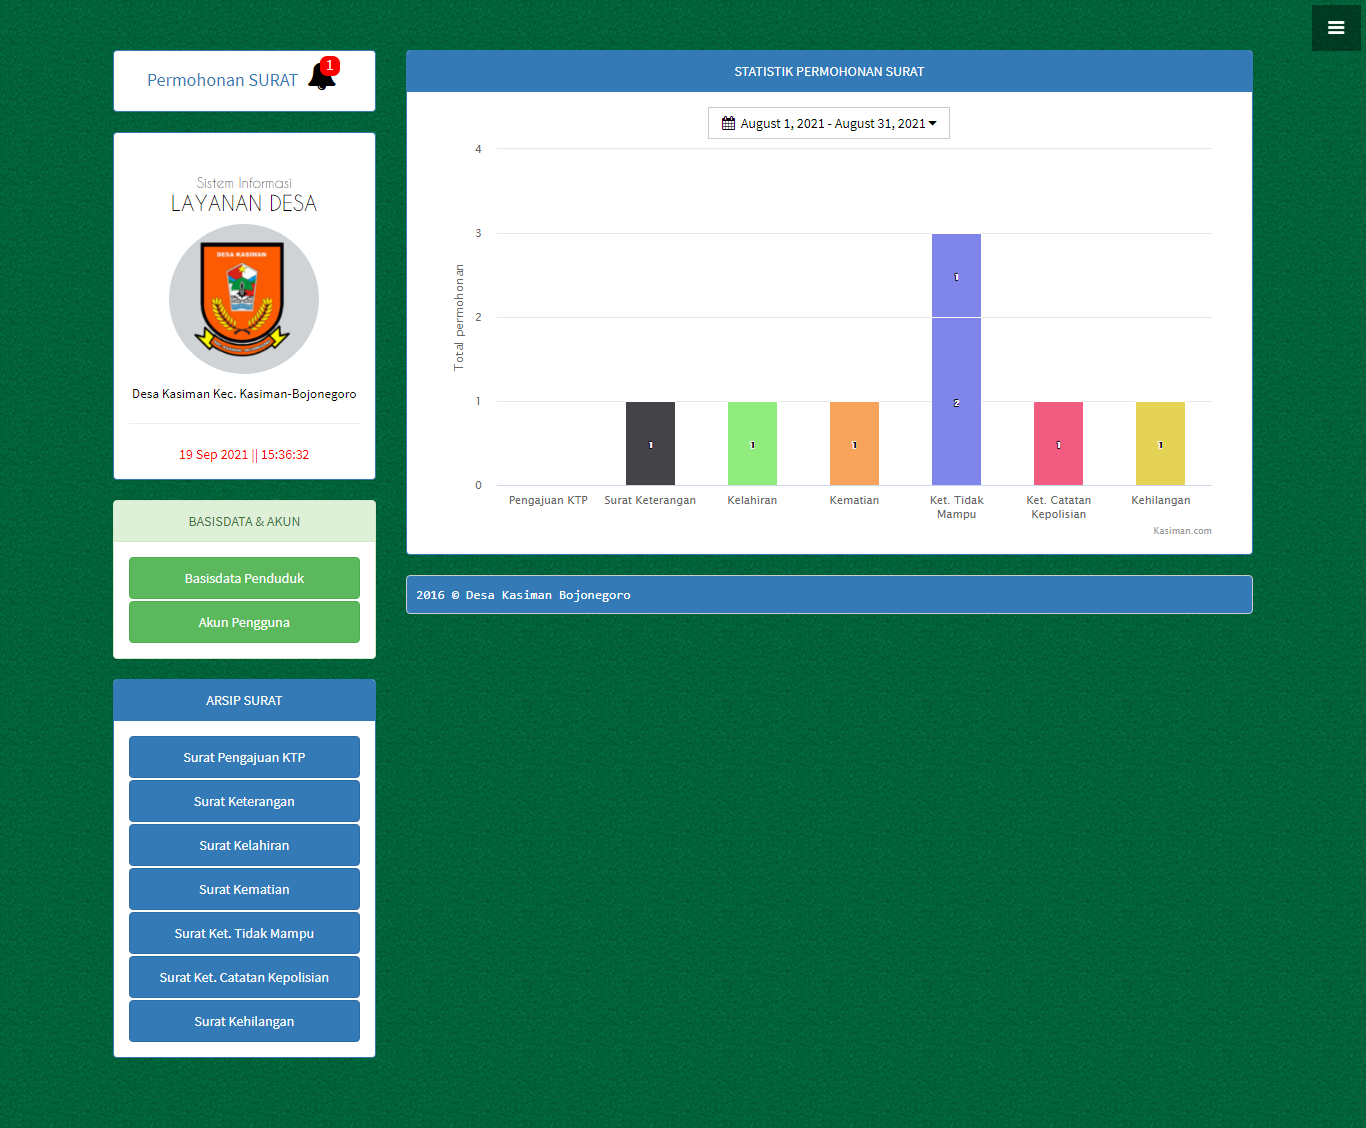 Permohonan SURAT 1
Sistem Informasi
LAYANAN DESA
DESA KASIMAN
Desa Kasiman Kec. Kasiman-Bojonegoro
19 Sep 2021 || 15:36:32
BASISDATA & AKUN
Basisdata Penduduk
Akun Pengguna
ARSIP SURAT
Surat Pengajuan KTP
Surat Keterangan
Surat Kelahiran
Surat Kematian
Surat Ket. Tidak Mampu
Surat Ket. Catatan Kepolisian
Surat Kehilangan
STATISTIK PERMOHONAN SURAT
August 1, 2021 - August 31, 2021
Total permohonan
4
3
2
1
0
1
1
1
1
2
1
1
Pengajuan KTP
Surat Keterangan
Kelahiran
Kematian
Ket. Tidak
Mampu
Ket. Catatan
Kepolisian
Kehilangan
Kasiman.com
2016 © Desa Kasiman Bojonegoro